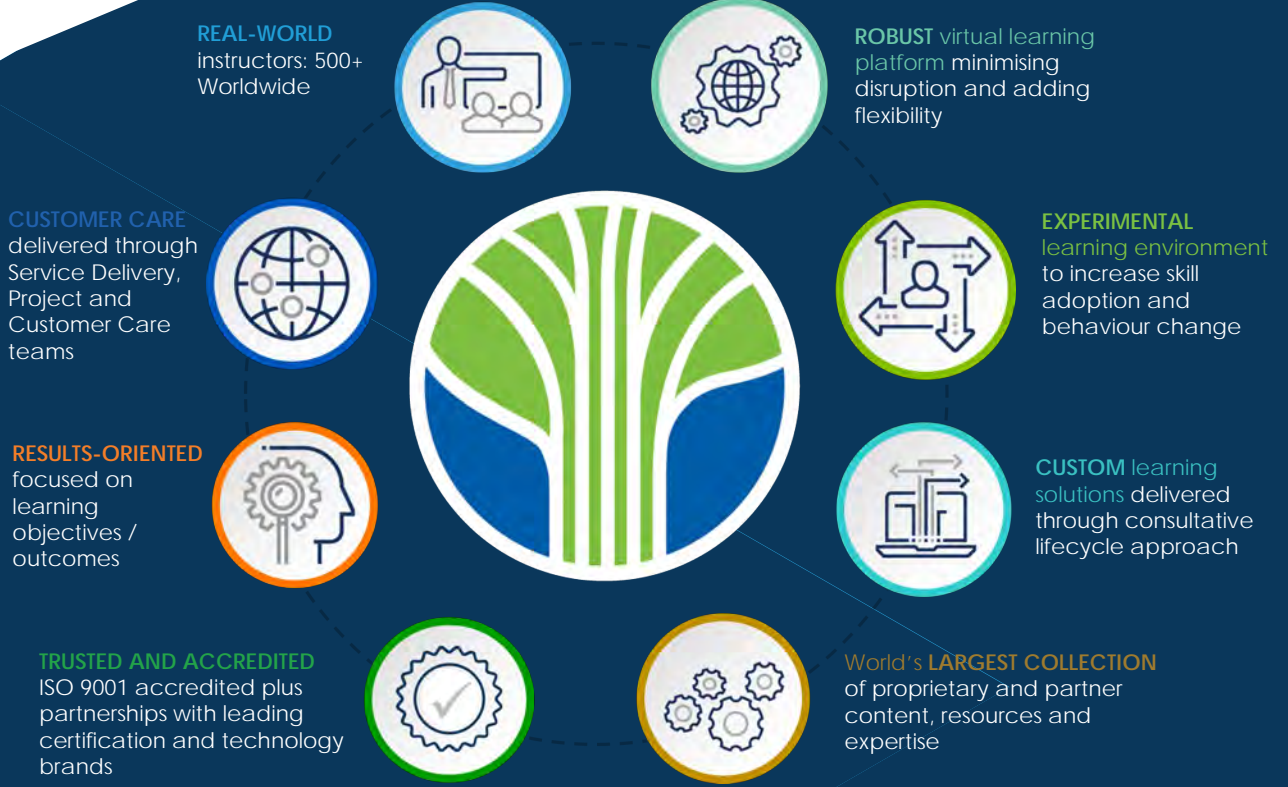 REAL-WORLD
instructors: 500+
Worldwide
ROBUST virtual learning
platform minimising
disruption and adding
flexibility
CUSTOMER CARE
delivered through
Service Delivery,
Project and
Customer Care
teams
EXPERIMENTAL
learning environment
to increase skill
adoption and
behaviour change
RESULTS-ORIENTED
focused on
learning
objectives /
outcomes
CUSTOM learning
solutions delivered
through consultative
lifecycle approach
TRUSTED AND ACCREDITED
ISO 9001 accredited plus
partnerships with leading
certification and technology
brands
World's LARGEST COLLECTION
of proprietary and partner
content, resources and
expertise